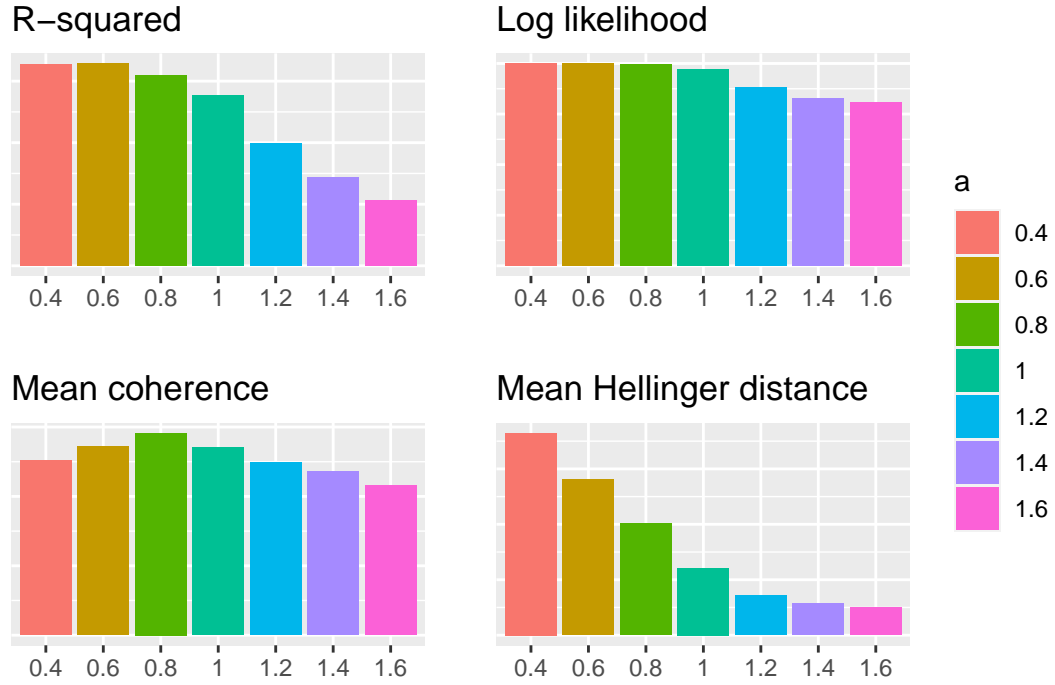 R−squared
0.4 0.6 0.8 1 1.2 1.4 1.6
Log likelihood
0.4 0.6 0.8 1 1.2 1.4 1.6
Mean coherence
0.4 0.6 0.8 1 1.2 1.4 1.6
Mean Hellinger distance
0.4 0.6 0.8 1 1.2 1.4 1.6
a
0.4
0.6
0.8
1
1.2
1.4
1.6